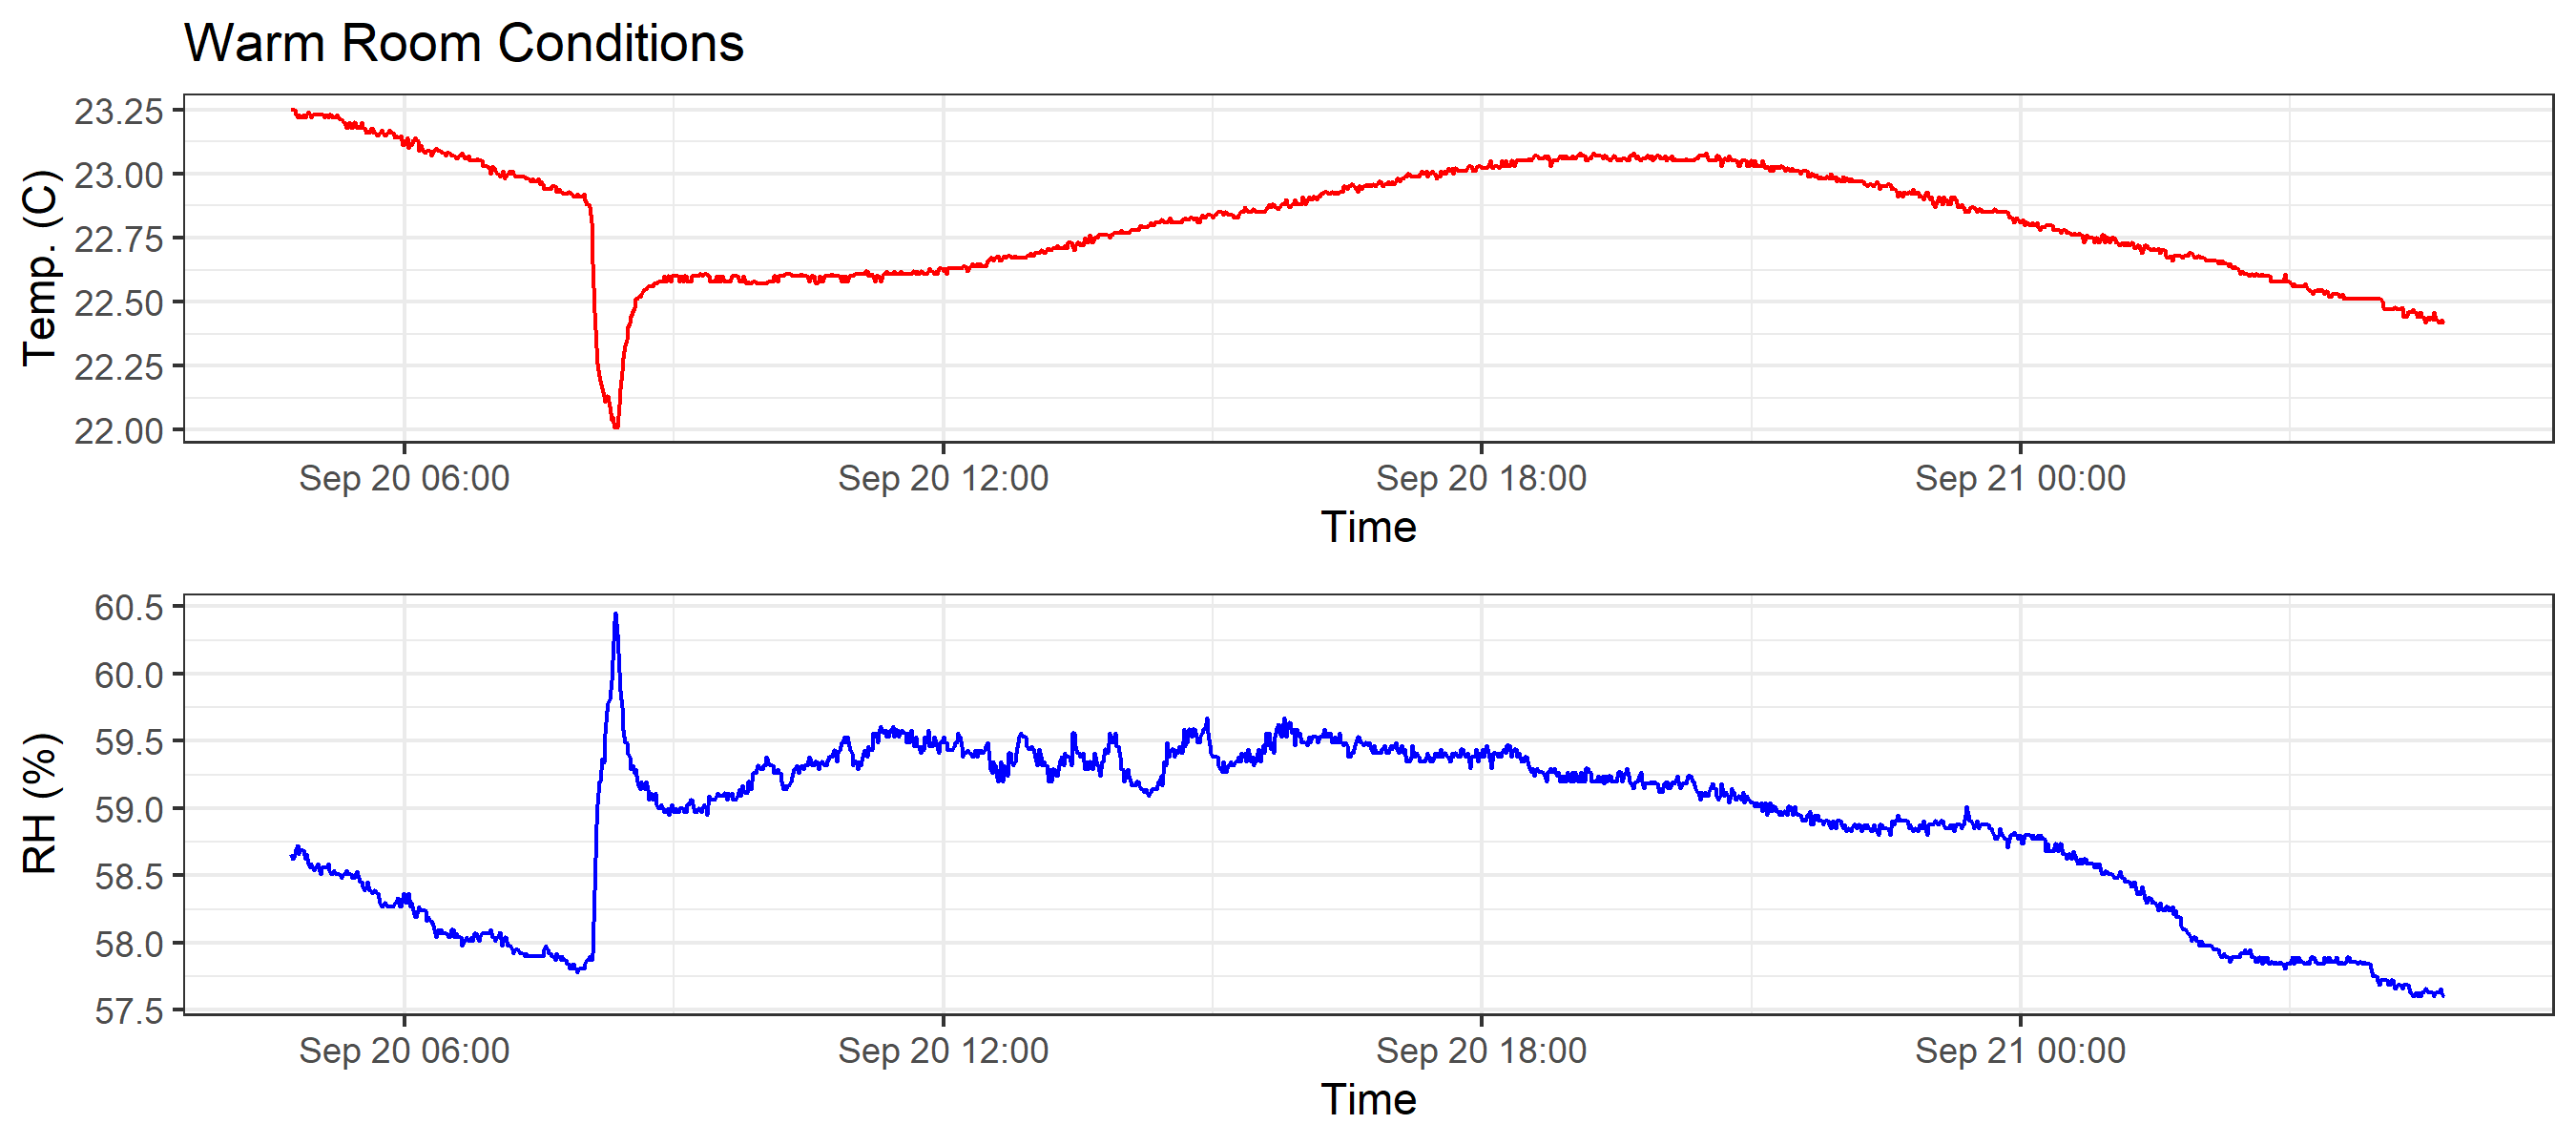 Warm Room Conditions
Temp. (C)
23.25
23.00
22.75
22.50
22.25
22.00
Sep 20 06:00 Sep 20 12:00 Sep 20 18:00 Sep 21 00:00
Time
RH (%)
60.5
60.0
59.5
59.0
58.5
58.0
57.5
Sep 20 06:00 Sep 20 12:00 Sep 20 18:00 Sep 21 00:00
Time